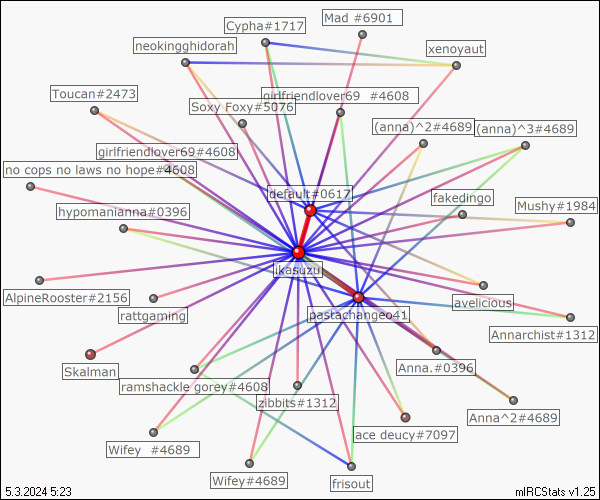 Mad #6901
Cypha#1717
neokingghidorah
xenoyaut
Toucan#2473
girlfriendlover69  #4608
Soxy Foxy#5076
(anna)^2#4689
(anna)^3#4689
girlfriendlover69#4608
no cops no laws no hope#4608
default#0617
fakedingo
hypomanianna#0396
Mushy#1984
likasuzu
AlpineRooster#2156
rattgaming
avelicious
pastachangeo41
Annarchist#1312
Skalman
Anna.#0396
ramshackle gorey#4608
zibbits#1312
Anna^2#4689
ace deucy#7097
Wifey  #4689
Wifey#4689
frisout
5.3.2024 5:23
mIRCStats v1.25